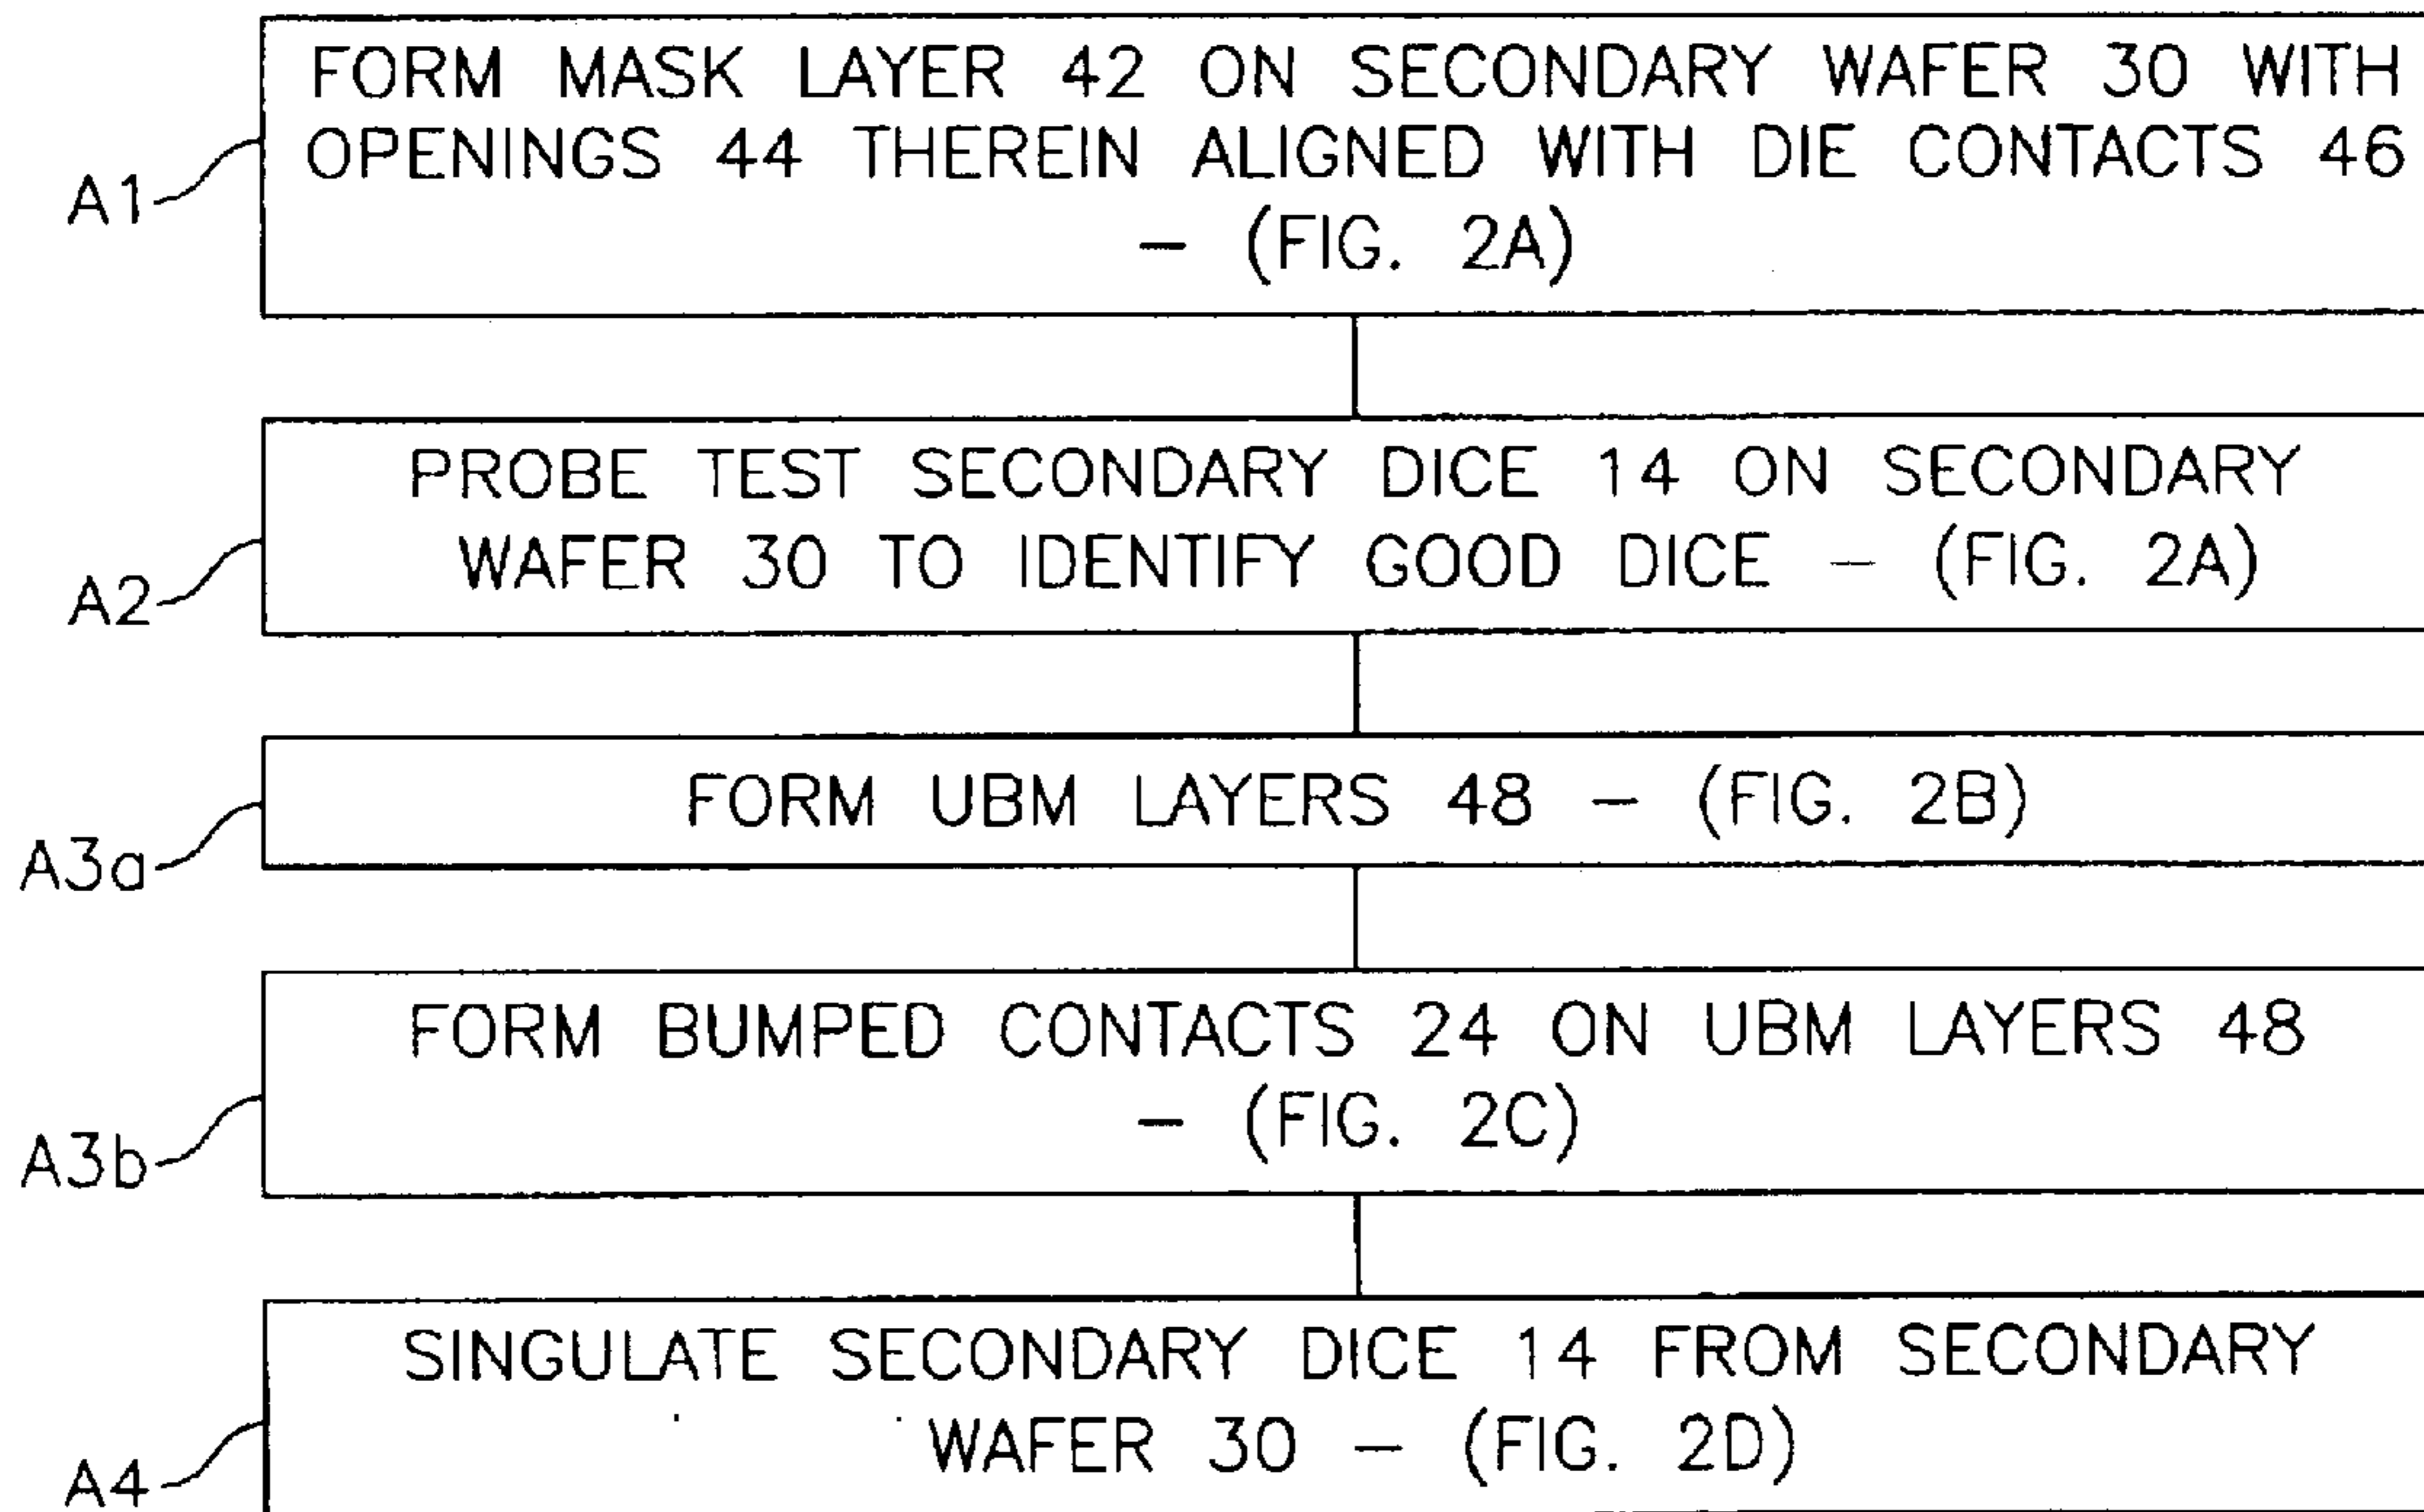 FORM MASK LAYER 42 ON SECONDARY WAFER 30 WITH
OPENINGS 44 THEREIN ALIGNED WITH DIE CONTACTS 46
— (FIG. 2A)
A1
PROBE TEST SECONDARY DICE 14 ON SECONDARY
WAFER 30 TO IDENTIFY GOOD DICE — (FIG. 2A)
A2
FORM UBM LAYERS 48 — (FIG. 2B)
A3a
FORM BUMPED CONTACTS 24 ON UBM LAYERS 48
— (FIG. 2C)
A3b
SINGULATE SECONDARY DICE 14 FROM SECONDARY
WAFER 30 — (FIG. 2D)
A4